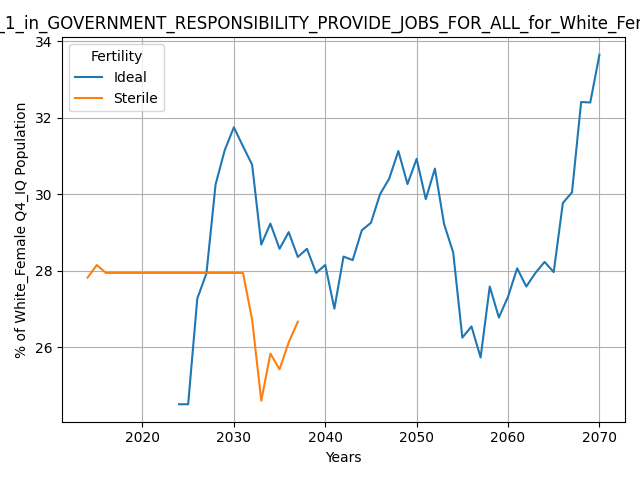 _1_in_GOVERNMENT_RESPONSIBILITY_PROVIDE_JOBS_FOR_ALL_for_White_Fe
Fertility
Ideal
Sterile
% of White_Female Q4_IQ Population
34
32
30
28
26
2020 2030 2040 2050 2060 2070
Years